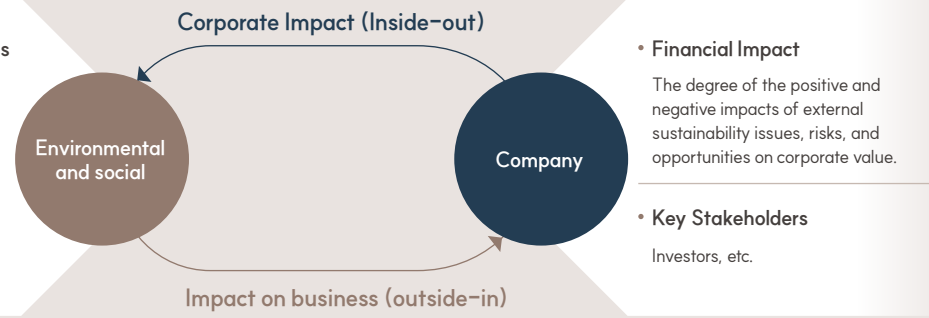 Corporate Impact (Inside-out)
s
Environmental
and social
Company
Impact on business (outside-in)
• Financial Impact
The degree of the positive and
negative impacts of external
sustainability issues, risks, and
opportunities on corporate value.
• Key Stakeholders
Investors, etc.